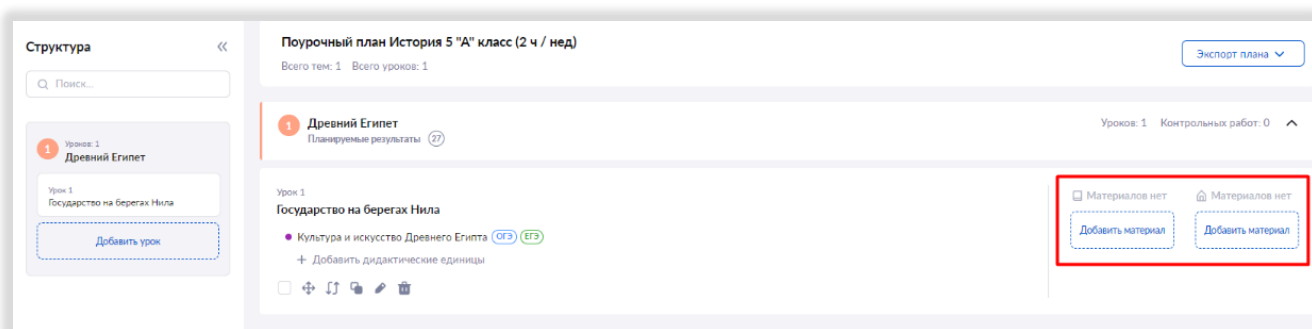 Структура
Поиск...
1
Уроков: 1
Древний Египет
Урок 1
Государство на берегах Нила
Добавить урок
Поурочный план История 5 "А" класс (2 ч / нед)
Всего тем: 1 Всего уроков: 1
Экспорт плана
1
Древний Египет
Планируемые результаты 27
Уроков: 1 Контрольных работ: 0
Урок 1
Государство на берегах Нила
Культура и искусство Древнего Египта ОГЭ ЕГЭ
+ Добавить дидактические единицы
Материалов нет
Добавить материал
Материалов нет
Добавить материал